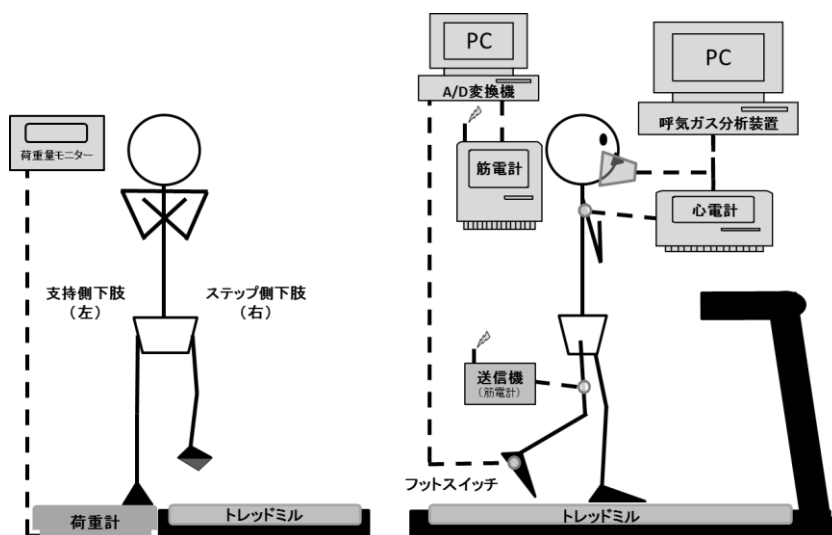 荷重量モニター
支持側下肢
（左）
ステップ側下肢
（右）
荷重計
トレッドミル
PC
A/D変換機
筋電計
PC
呼気ガス分析装置
心電計
送信機
（筋電計）
フットスイッチ
トレッドミル